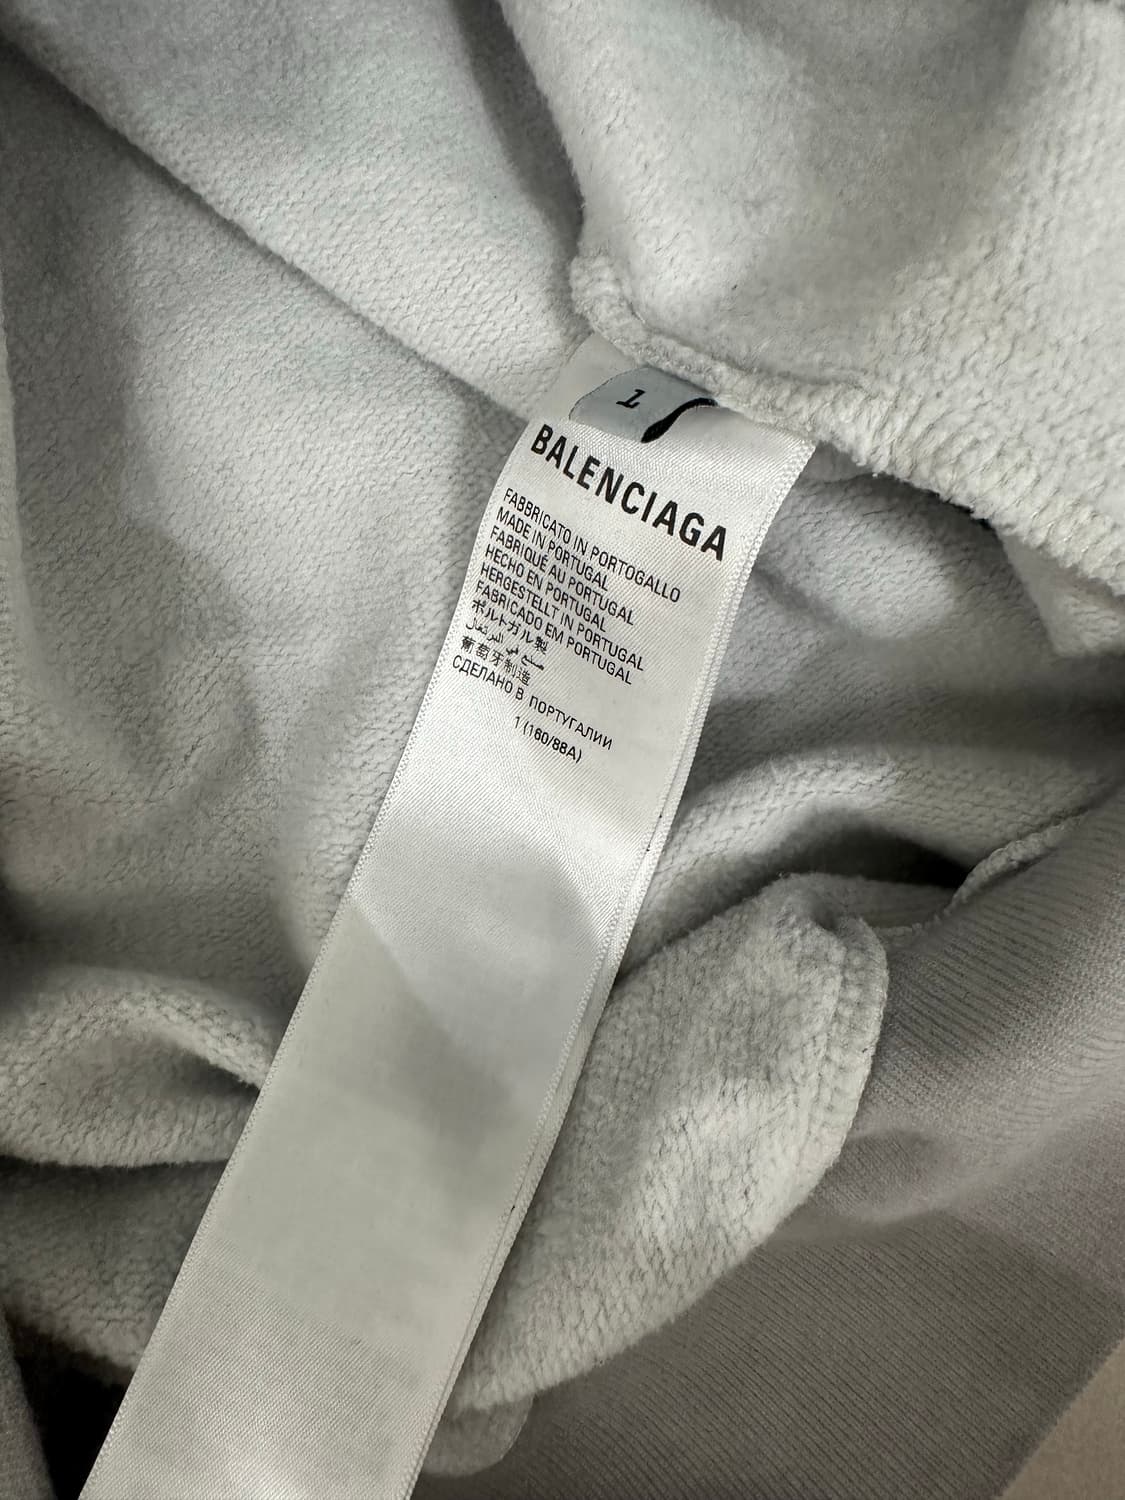 1
BALENCIAGA
FABBRICATO IN PORTOGALLO
MADE IN PORTUGAL
FABRIQUÉ AU PORTUGAL
HECHO EN PORTUGAL
HERGESTELLT IN PORTUGAL
FABRICADO EM PORTUGAL
ポルトガル製
صنع في البرتغال
葡萄牙制造
СДЕЛАНО В ПОРТУГАЛИИ
1 (160/88A)